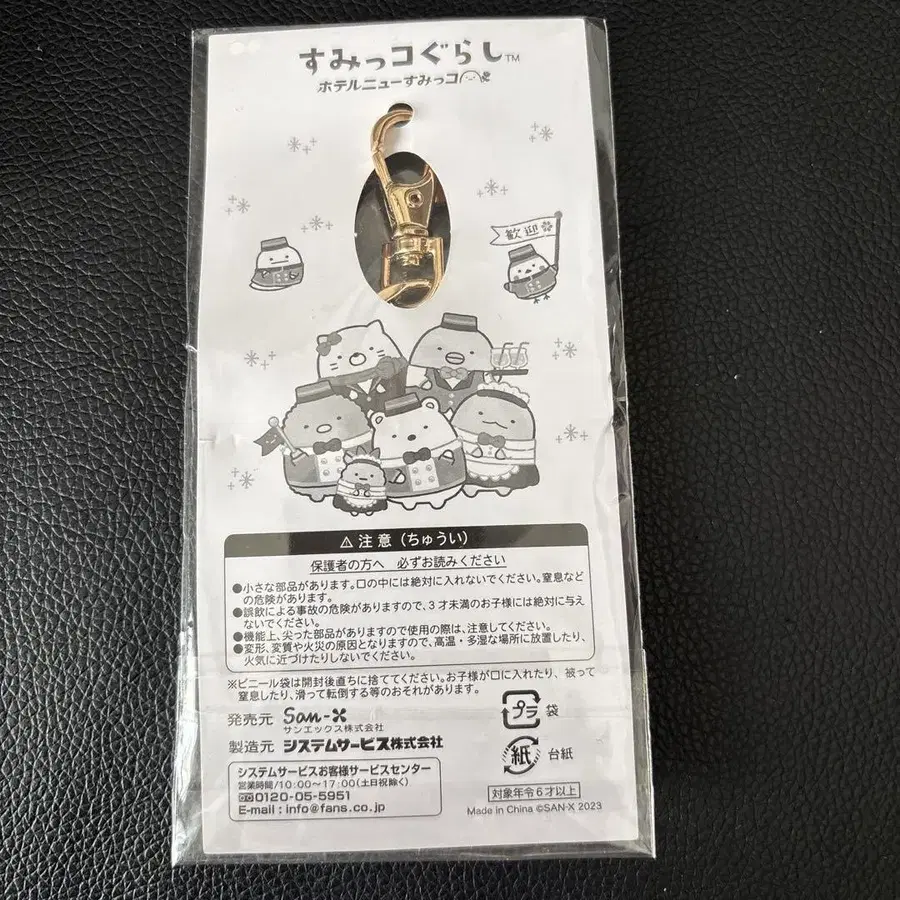 すみっコぐらし™
ホテルニューすみっコ
歓迎
⚠注意(ちゅうい)
保護者の方へ 必ずお読みください
●小さな部品があります。口の中には絶対に入れないでください。窒息など
の危険があります。
●誤飲による事故の危険がありますので、3才未満のお子様には絶対に与え
ないでください。
●機能上、尖った部品がありますので使用の際は、注意してください。
●変形、変質や火災の原因となりますので、高温・多湿な場所に放置したり、
火気に近づけたりしないでください。
※ビニール袋は開封後直ちに捨ててください。お子様が口に入れたり、被って
窒息したり、滑って転倒する等のおそれがあります。
発売元 San-X
サンエックス株式会社
製造元 システムサービス株式会社
プラ 袋
紙 台紙
システムサービスお客様サービスセンター
営業時間/10:00〜17:00(土日祝除く)
0120-05-5951
E-mail:info@fans.co.jp
対象年令6才以上
Made in China ©SAN-X 2023